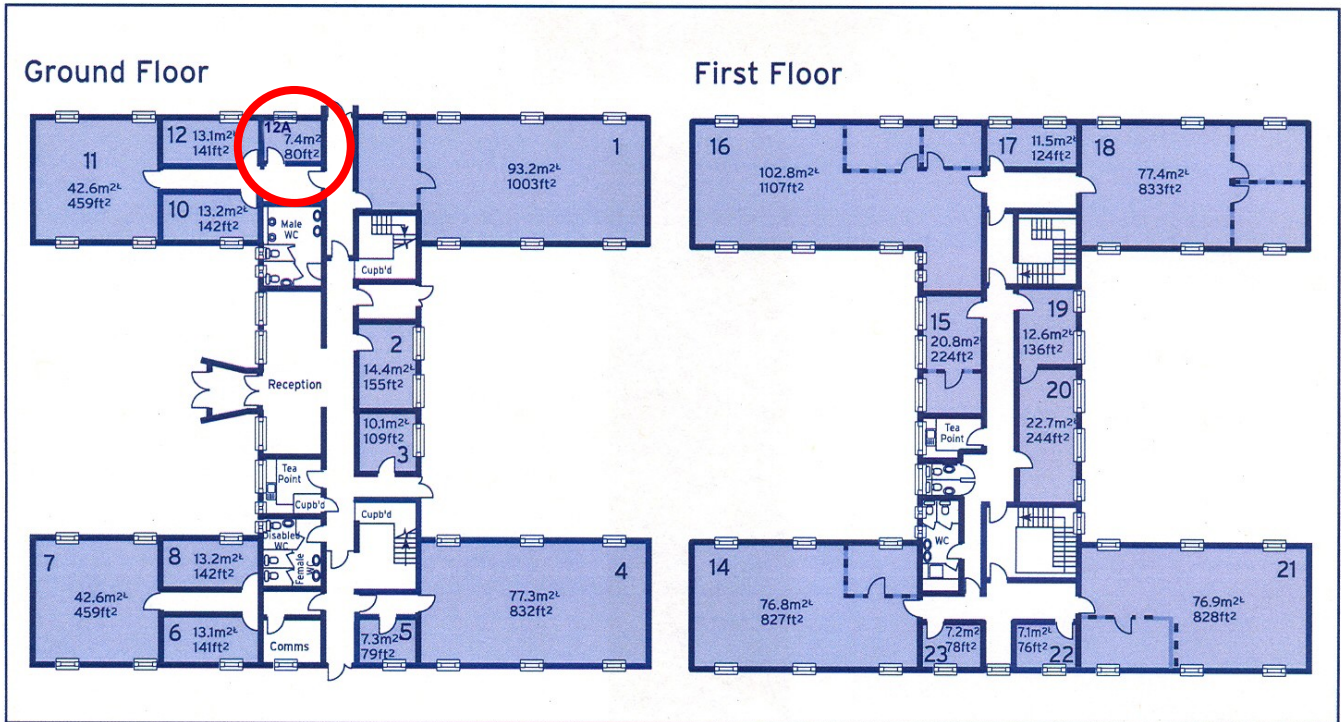 Ground Floor
First Floor
12
13.1m²ᴸ
141ft²
12A
7.4m²
80ft²
11
42.6m²ᴸ
459ft²
10
13.2m²ᴸ
142ft²
Male
WC
1
93.2m²ᴸ
1003ft²
Cupb'd
2
14.4m²ᴸ
155ft²
Reception
10.1m²ᴸ
109ft²
3
Tea
Point
Cupb'd
Cupb'd
Disabled
WC
Female
WC
7
42.6m²ᴸ
459ft²
8
13.2m²ᴸ
142ft²
6
13.1m²ᴸ
141ft²
Comms
4
77.3m²ᴸ
832ft²
5
7.3m²
79ft²
16
102.8m²ᴸ
1107ft²
17
11.5m²ᴸ
124ft²
18
77.4m²ᴸ
833ft²
15
20.8m²ᴸ
224ft²
19
12.6m²ᴸ
136ft²
20
22.7m²ᴸ
244ft²
Tea
Point
WC
14
76.8m²ᴸ
827ft²
21
76.9m²ᴸ
828ft²
7.2m²ᴸ
78ft²
23
7.1m²ᴸ
76ft²
22